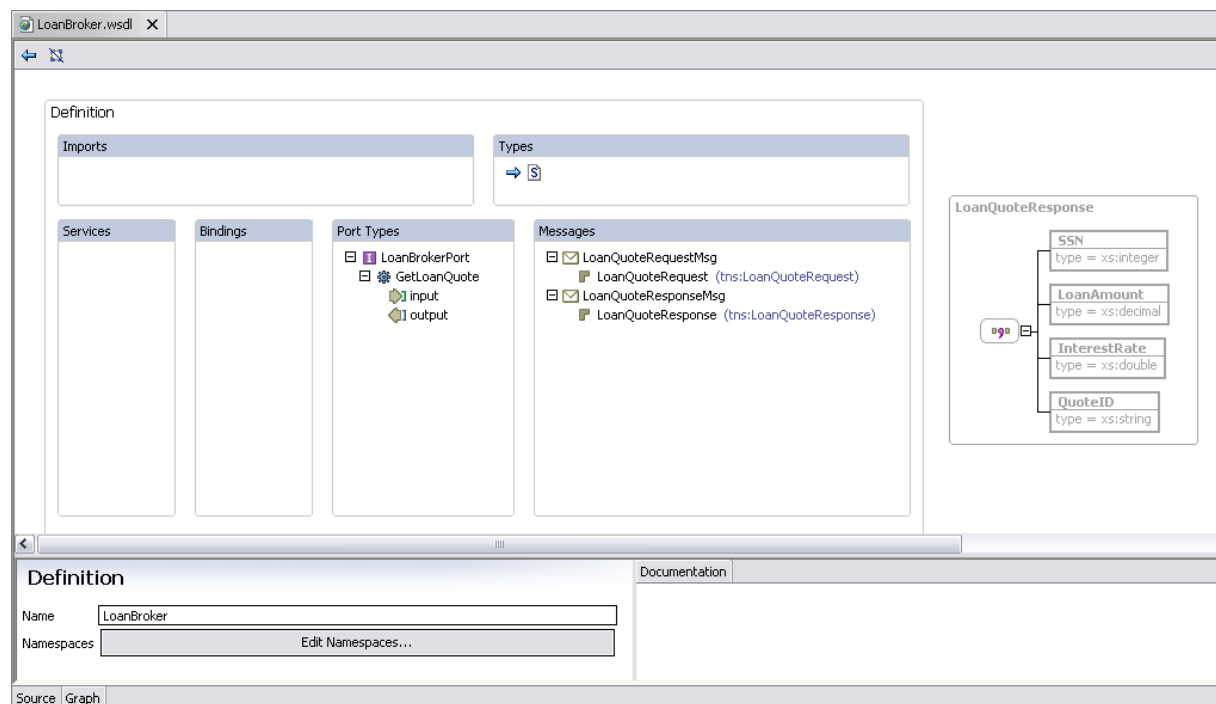 LoanBroker.wsdl
Definition
Imports
Types
S
Services
Bindings
Port Types
I LoanBrokerPort
GetLoanQuote
input
output
Messages
LoanQuoteRequestMsg
LoanQuoteRequest (tns:LoanQuoteRequest)
LoanQuoteResponseMsg
LoanQuoteResponse (tns:LoanQuoteResponse)
LoanQuoteResponse
SSN
type = xs:integer
LoanAmount
type = xs:decimal
InterestRate
type = xs:double
QuoteID
type = xs:string
Definition
Name LoanBroker
Namespaces Edit Namespaces...
Documentation
Source Graph